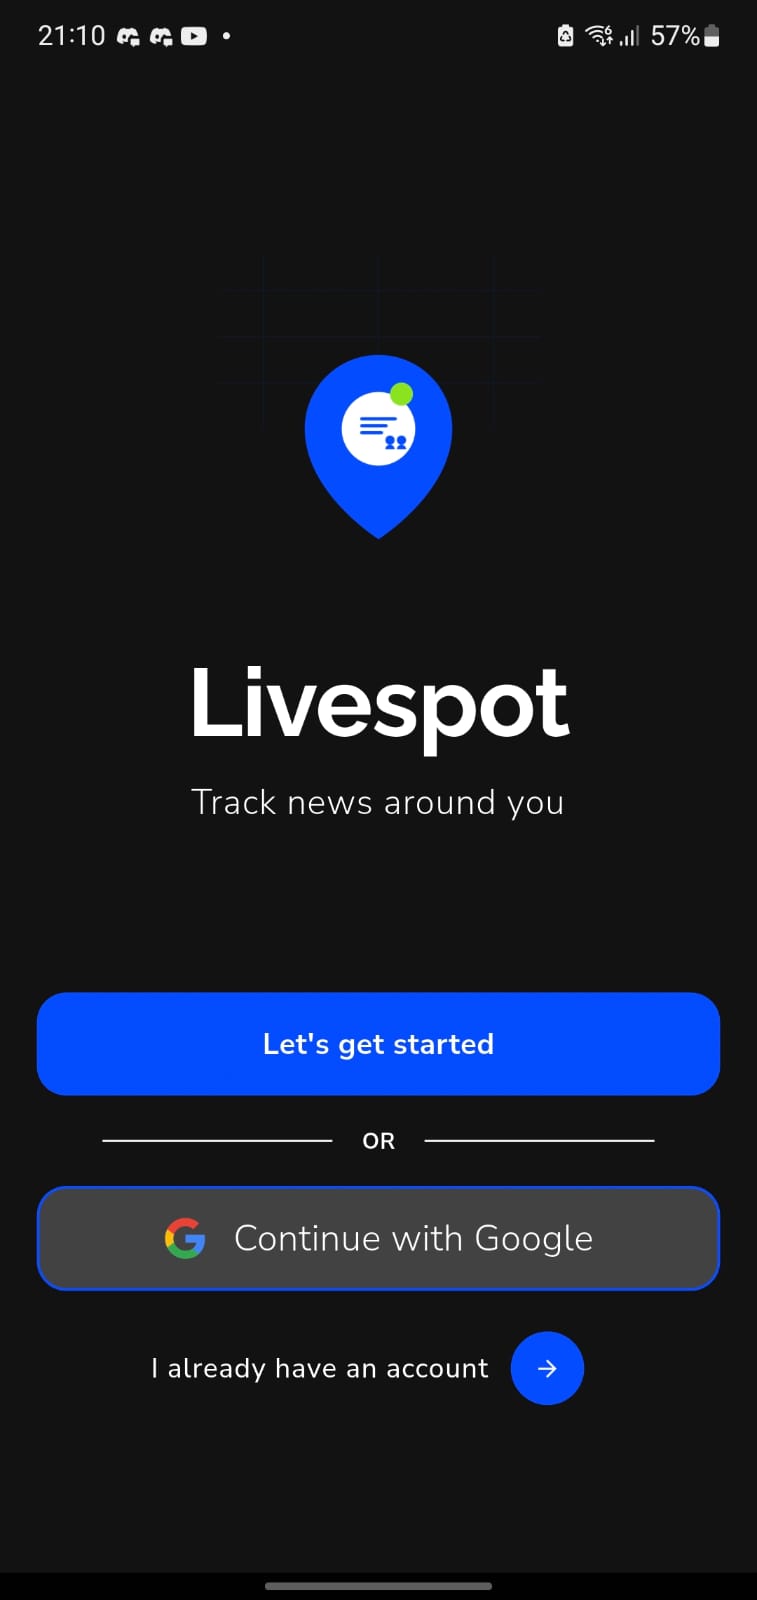 21:10
57%
Livespot
Track news around you
Let's get started
OR
Continue with Google
I already have an account